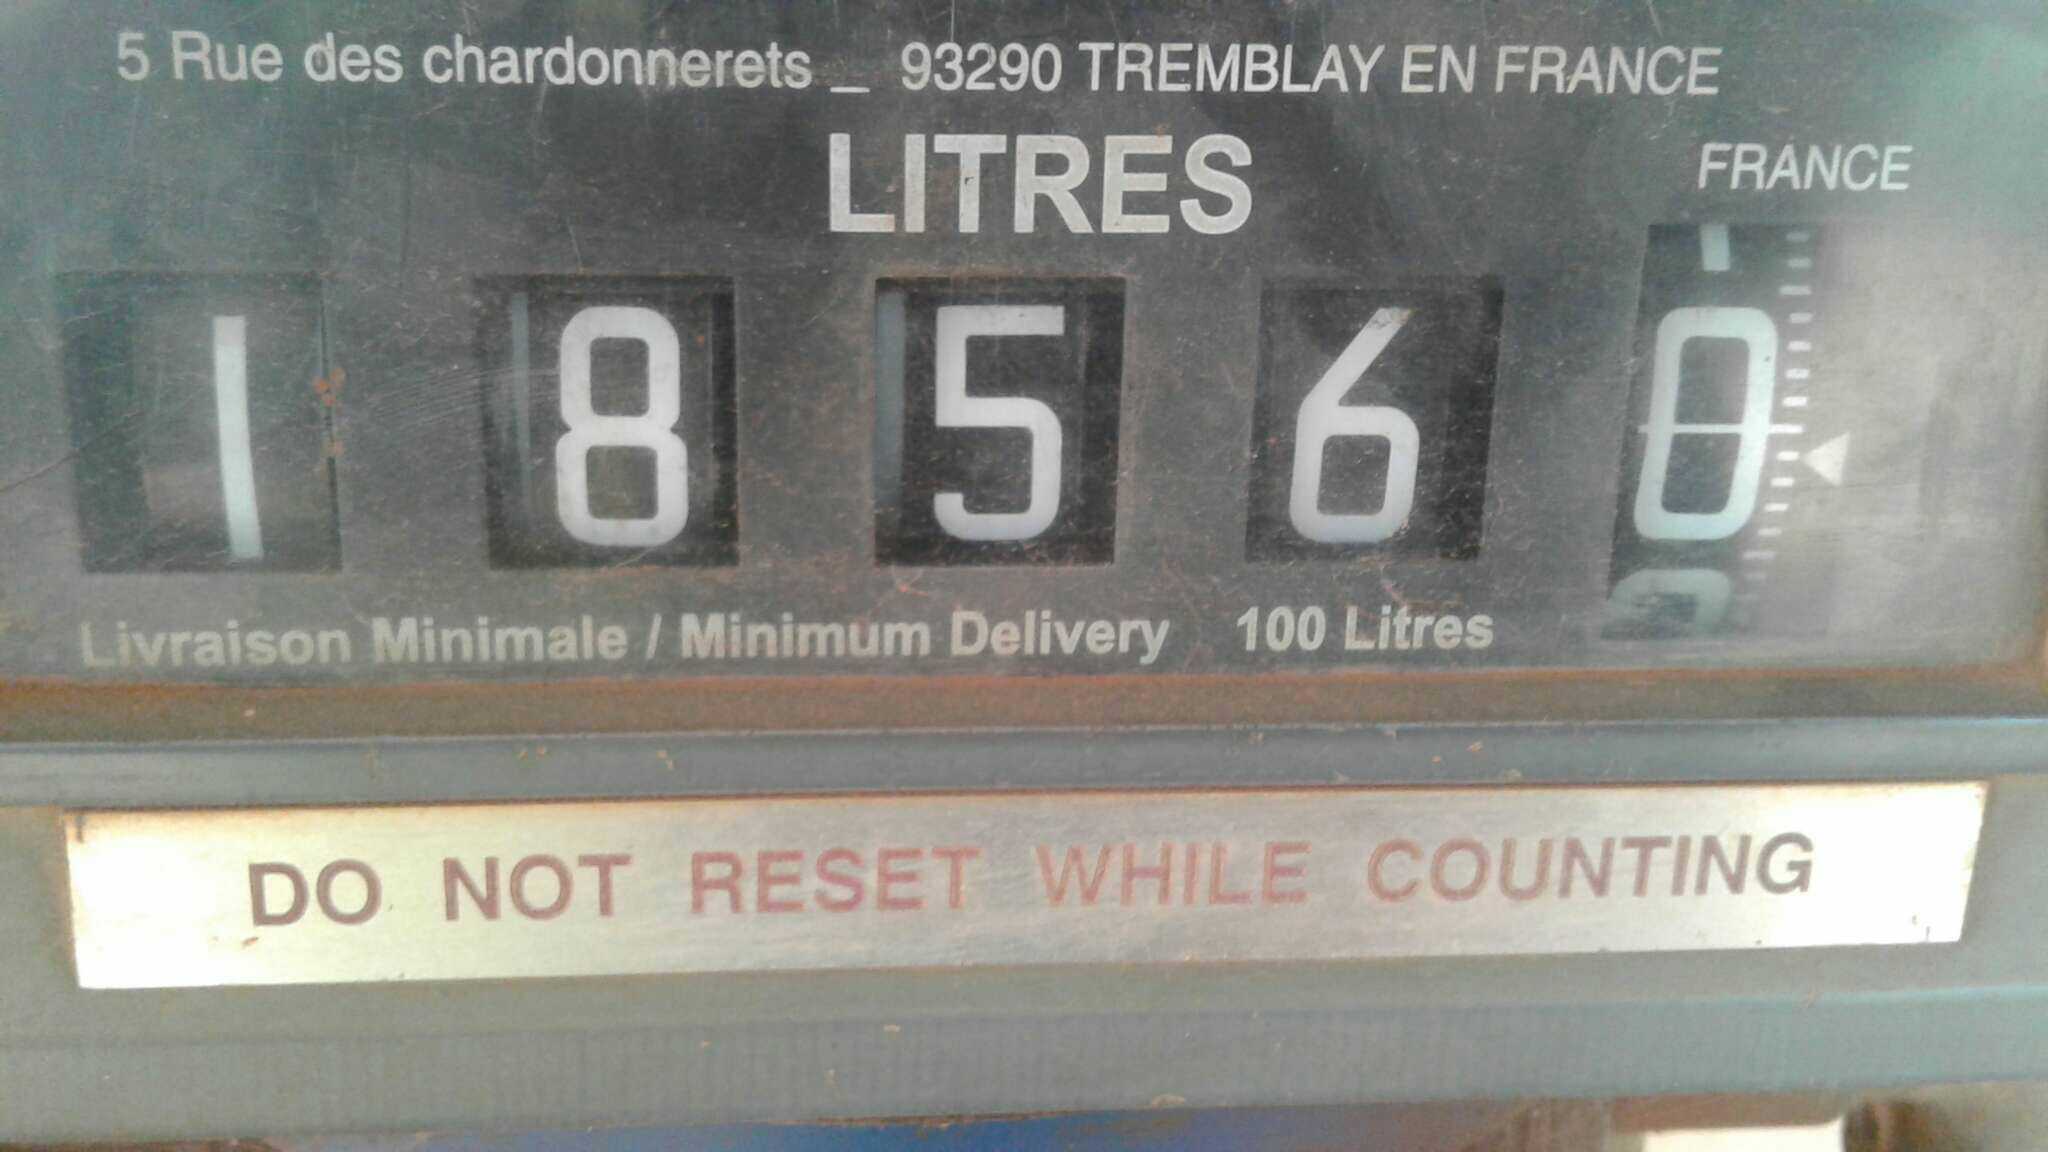 5 Rue des chardonnerets _ 93290 TREMBLAY EN FRANCE
LITRES
FRANCE
1 8 5 6 0
Livraison Minimale / Minimum Delivery 100 Litres
DO NOT RESET WHILE COUNTING